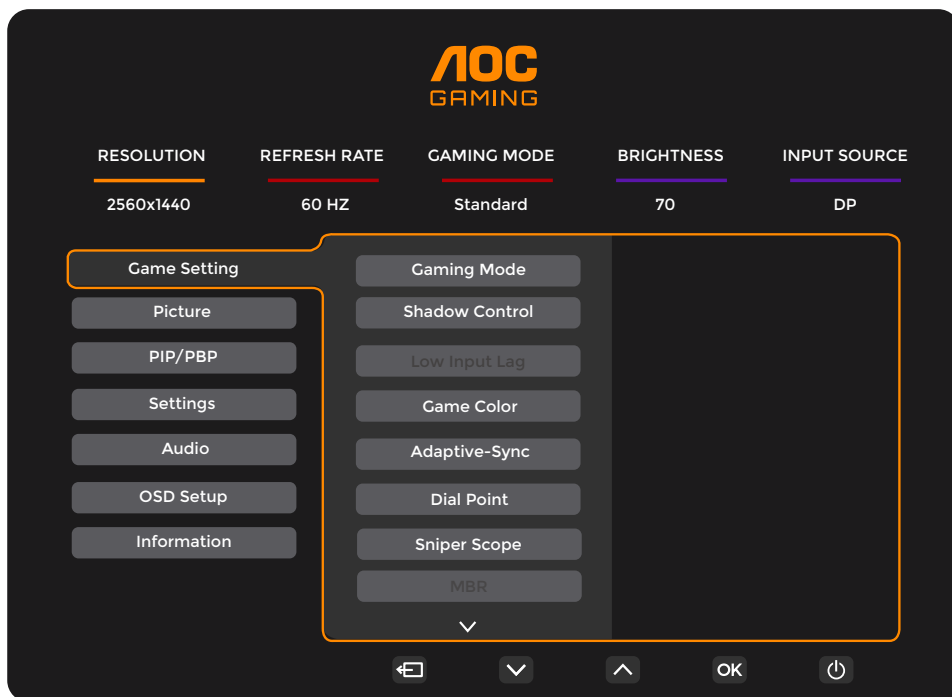 AOC
GAMING
RESOLUTION REFRESH RATE GAMING MODE BRIGHTNESS INPUT SOURCE
2560x1440 60 HZ Standard 70 DP
Game Setting
Picture
PIP/PBP
Settings
Audio
OSD Setup
Information
Gaming Mode
Shadow Control
Low Input Lag
Game Color
Adaptive-Sync
Dial Point
Sniper Scope
MBR
OK